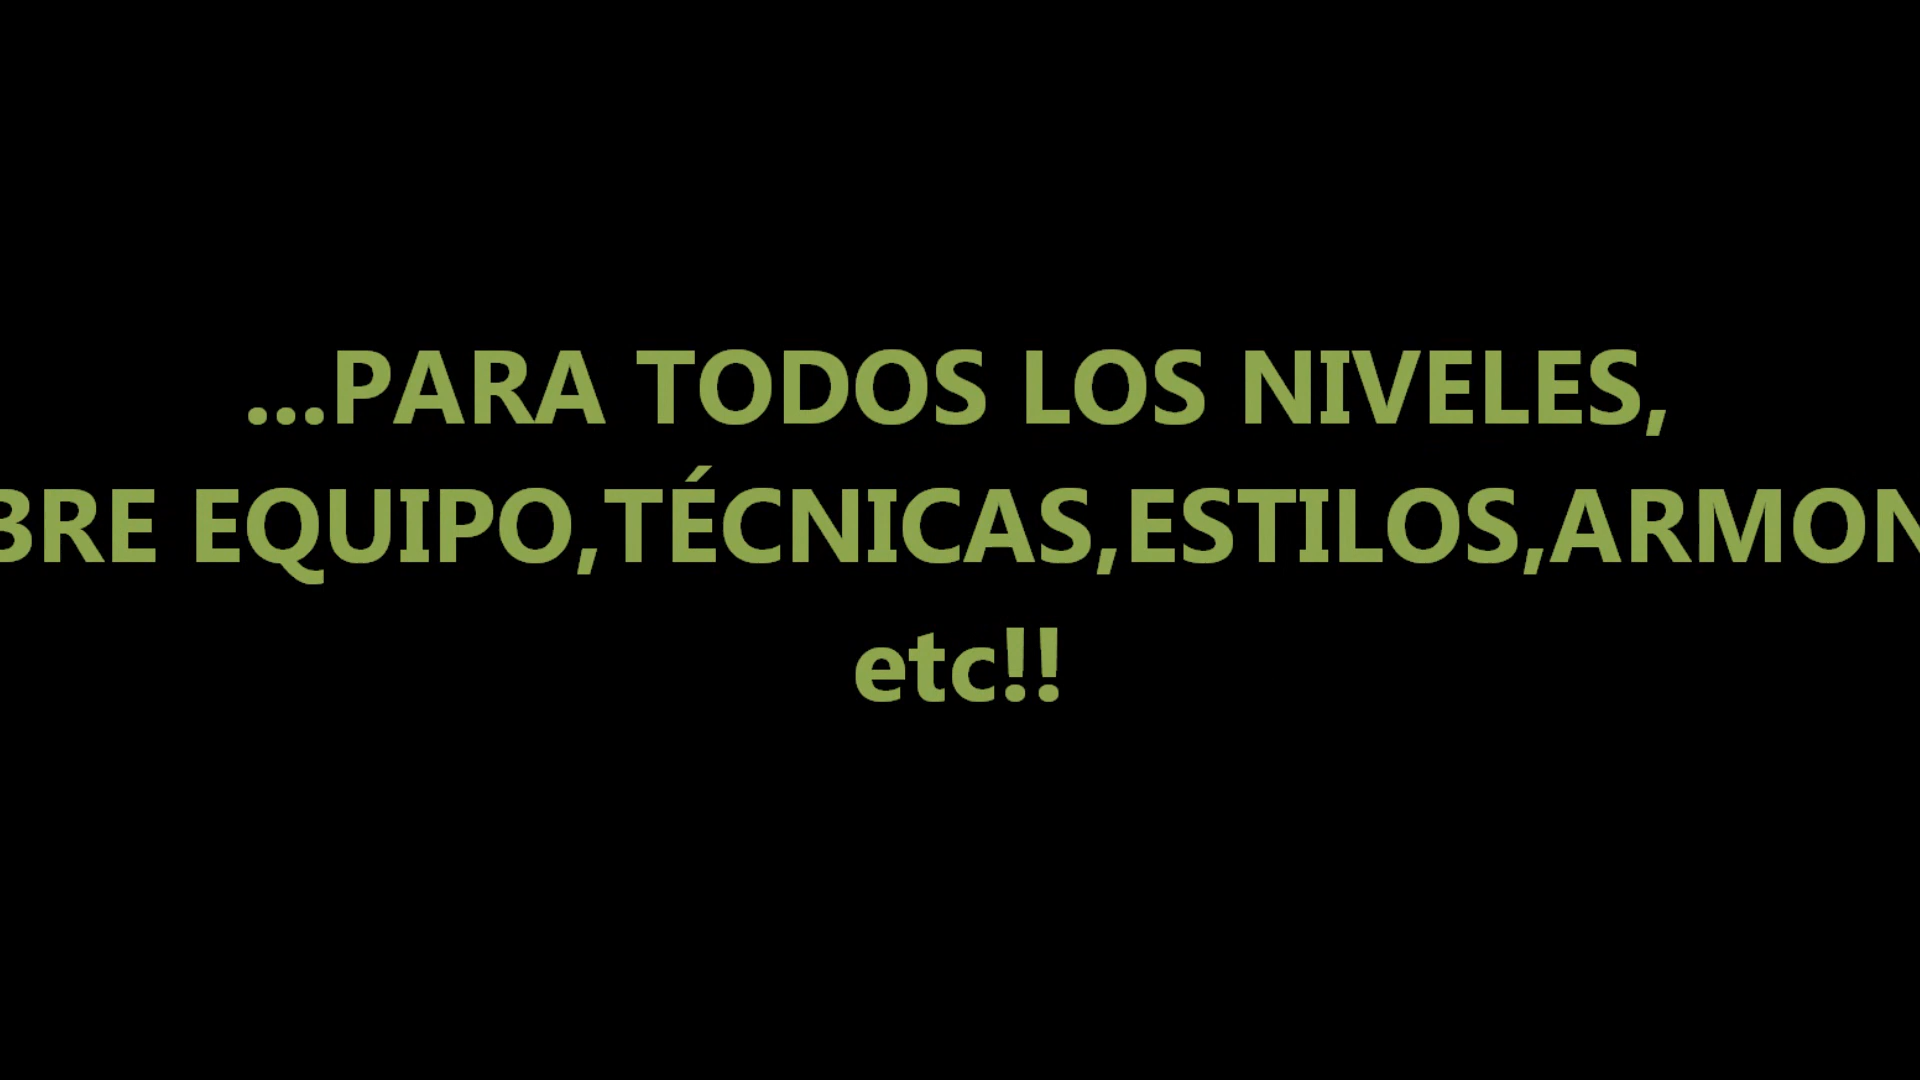 ...PARA TODOS LOS NIVELES,
BRE EQUIPO,TÉCNICAS,ESTILOS,ARMON
etc!!